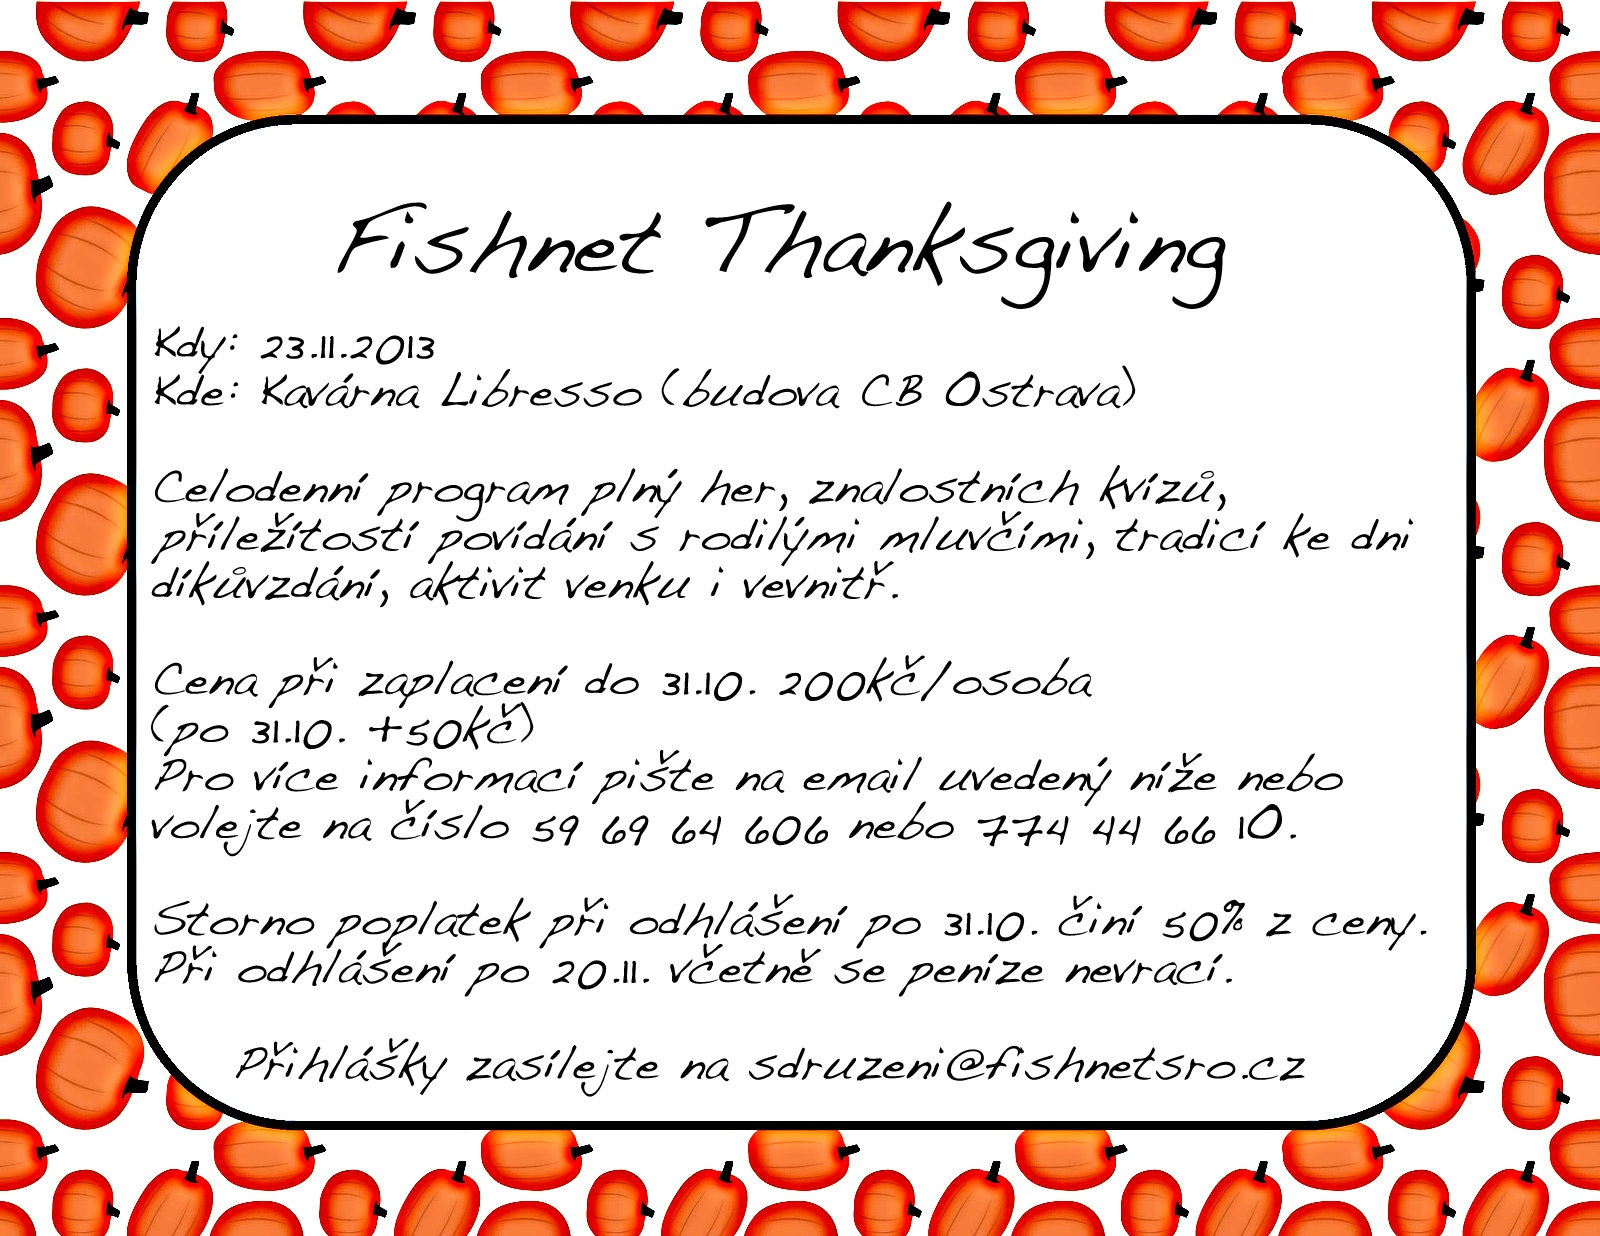 Fishnet Thanksgiving
Kdy: 23.11.2013
Kde: Kavárna Libresso (budova CB Ostrava)
Celodenní program plný her, znalostních kvízů,
příležítostí povídání s rodilými mluvčími, tradicí ke dni
díkůvzdání, aktivit venku i vevnitř.
Cena při zaplacení do 31.10. 200kč/osoba
(po 31.10. +50kč)
Pro více informací pište na email uvedený níže nebo
volejte na číslo 59 69 64 606 nebo 774 44 66 10.
Storno poplatek při odhlášení po 31.10. činí 50% z ceny.
Při odhlášení po 20.11. včetně se peníze nevrací.
Přihlášky zasílejte na sdruzeni@fishnetsro.cz